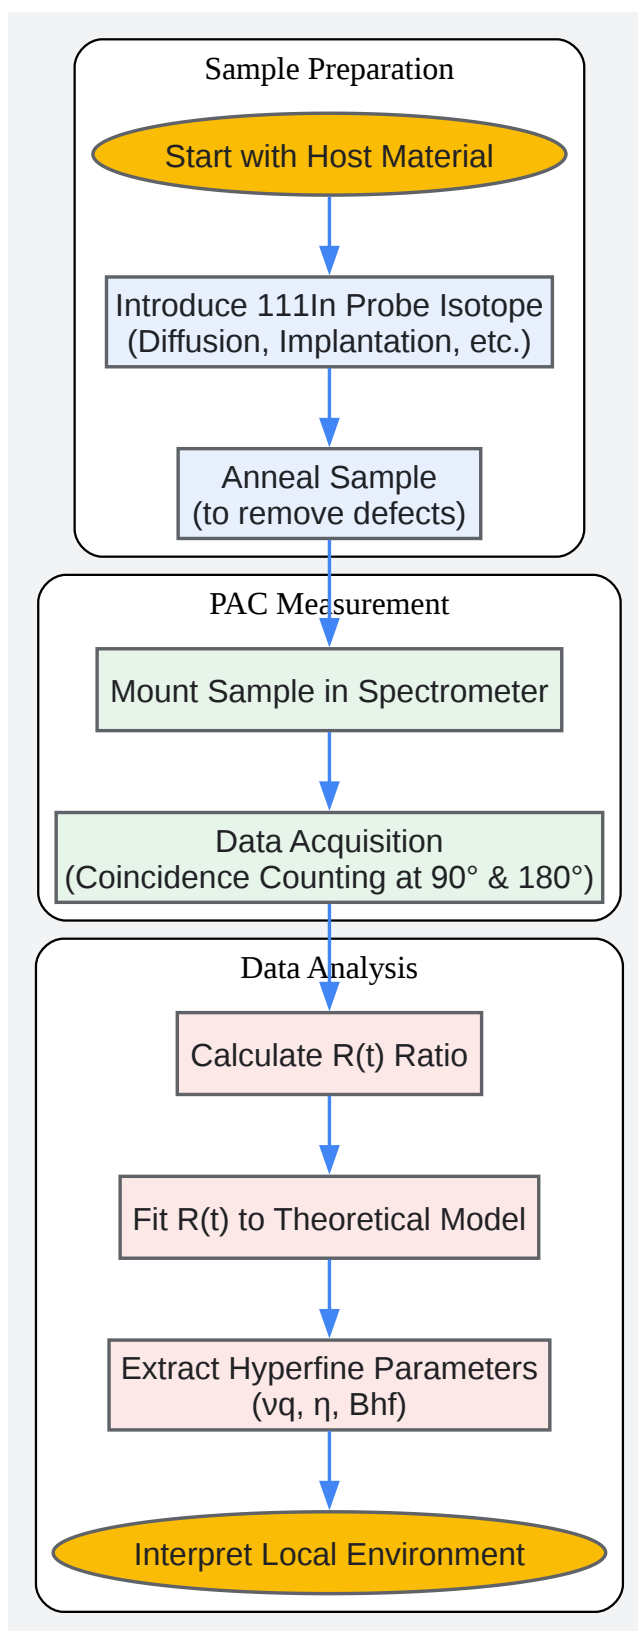 Sample Preparation
Start with Host Material
Introduce 111In Probe Isotope
(Diffusion, Implantation, etc.)
Anneal Sample
(to remove defects)
PAC Measurement
Mount Sample in Spectrometer
Data Acquisition
(Coincidence Counting at 90° & 180°)
Data Analysis
Calculate R(t) Ratio
Fit R(t) to Theoretical Model
Extract Hyperfine Parameters
(νq, η, Bhf)
Interpret Local Environment